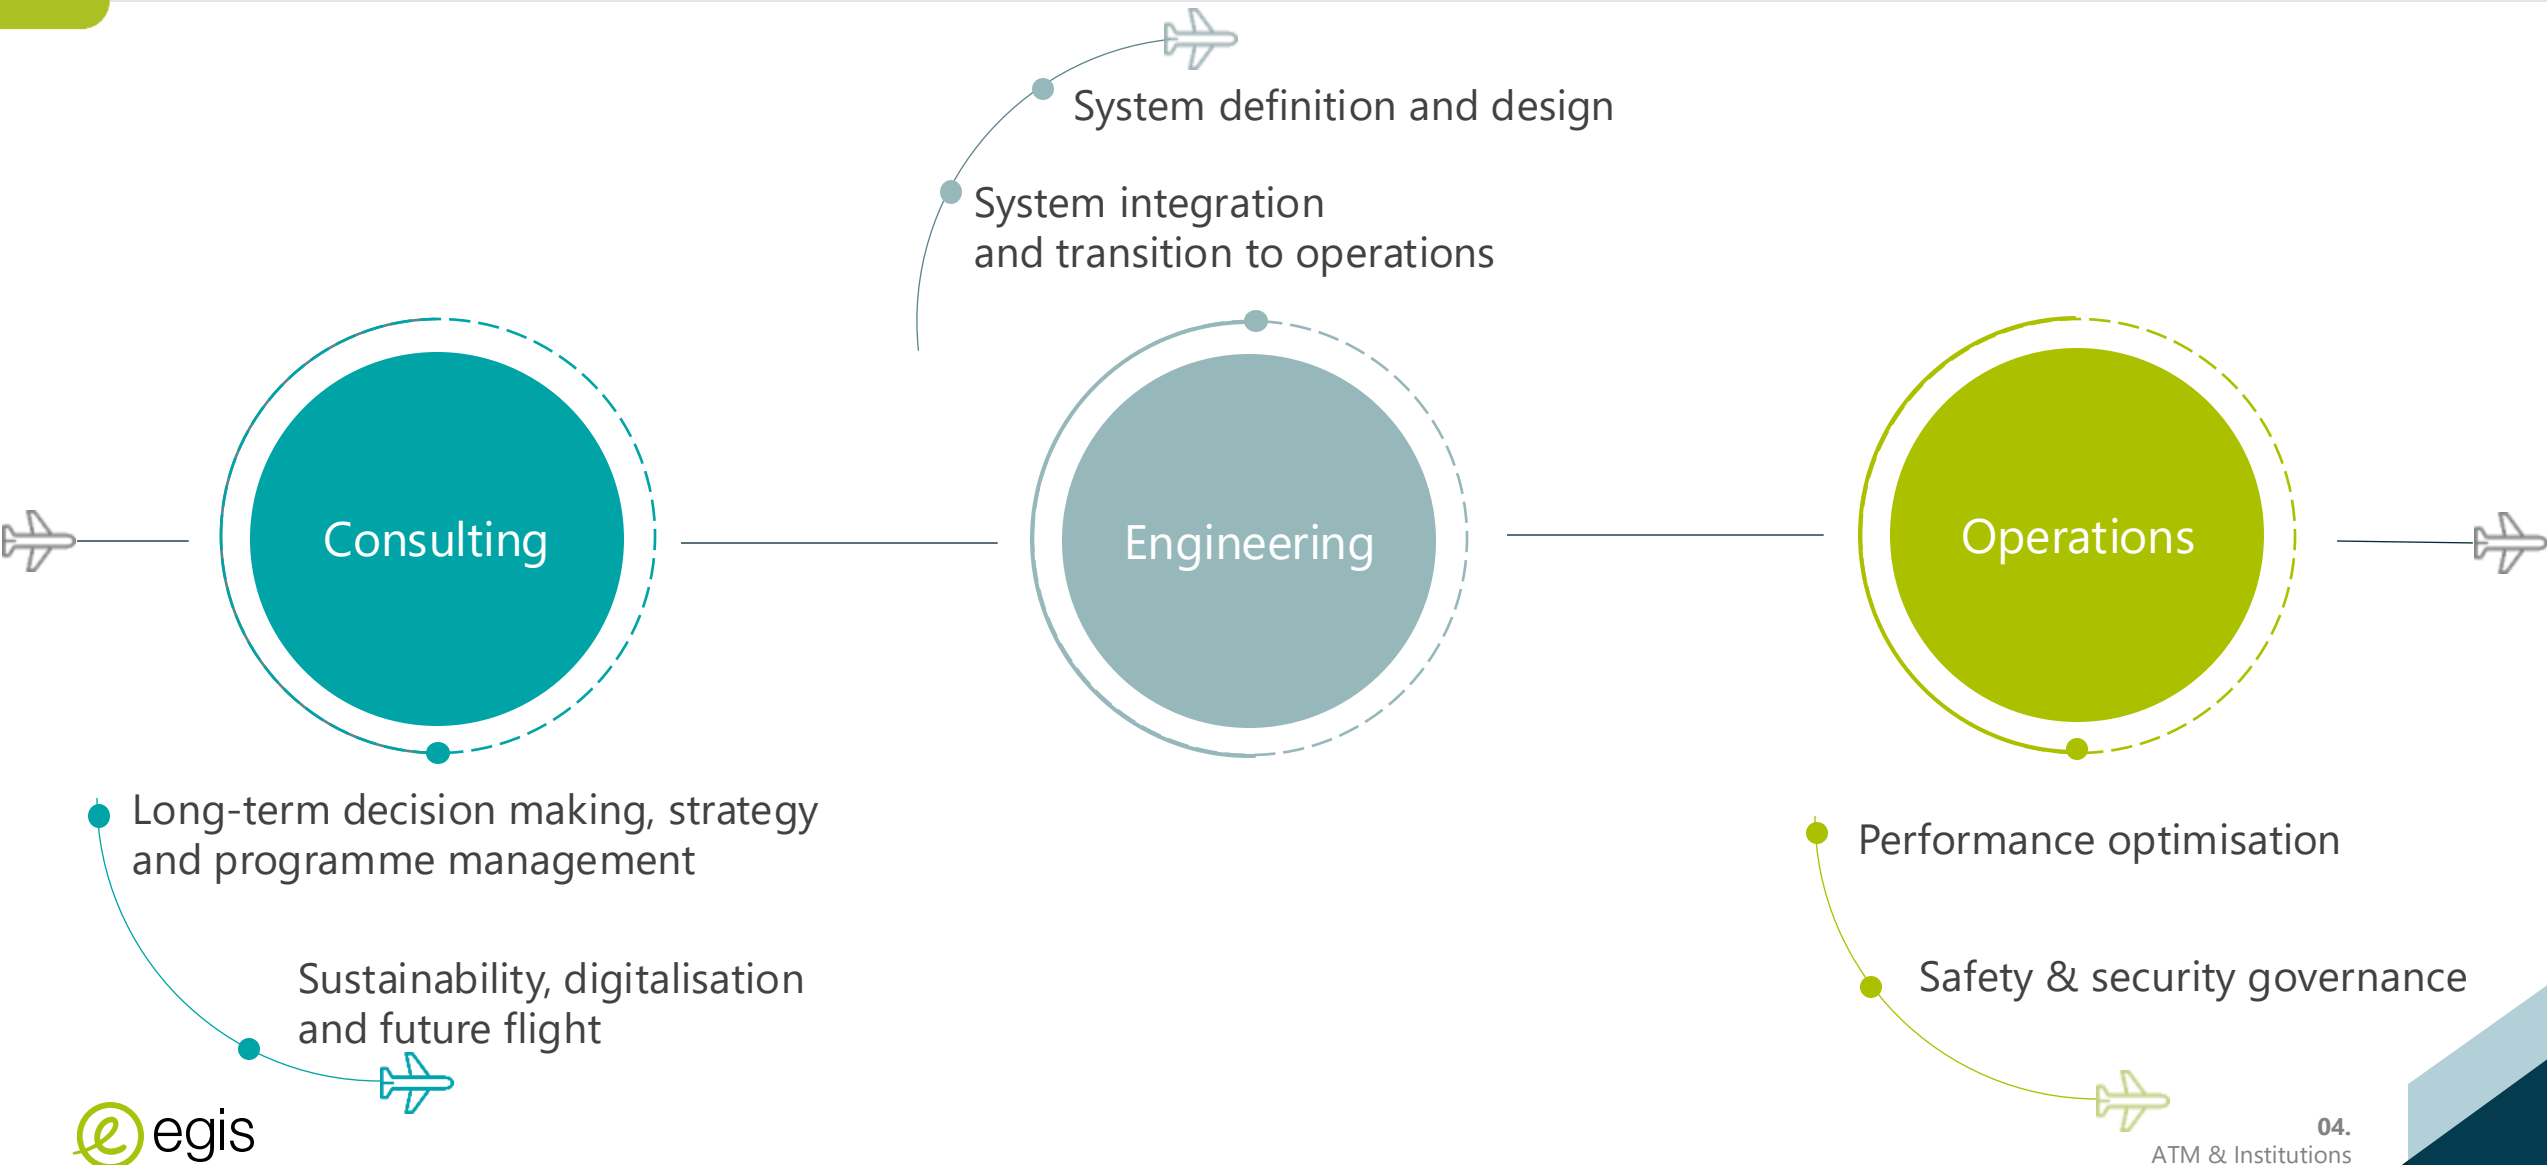 System definition and design
System integration
and transition to operations
Consulting
Engineering
Operations
Long-term decision making, strategy
and programme management
Sustainability, digitalisation
and future flight
Performance optimisation
Safety & security governance
egis
04.
ATM & Institutions